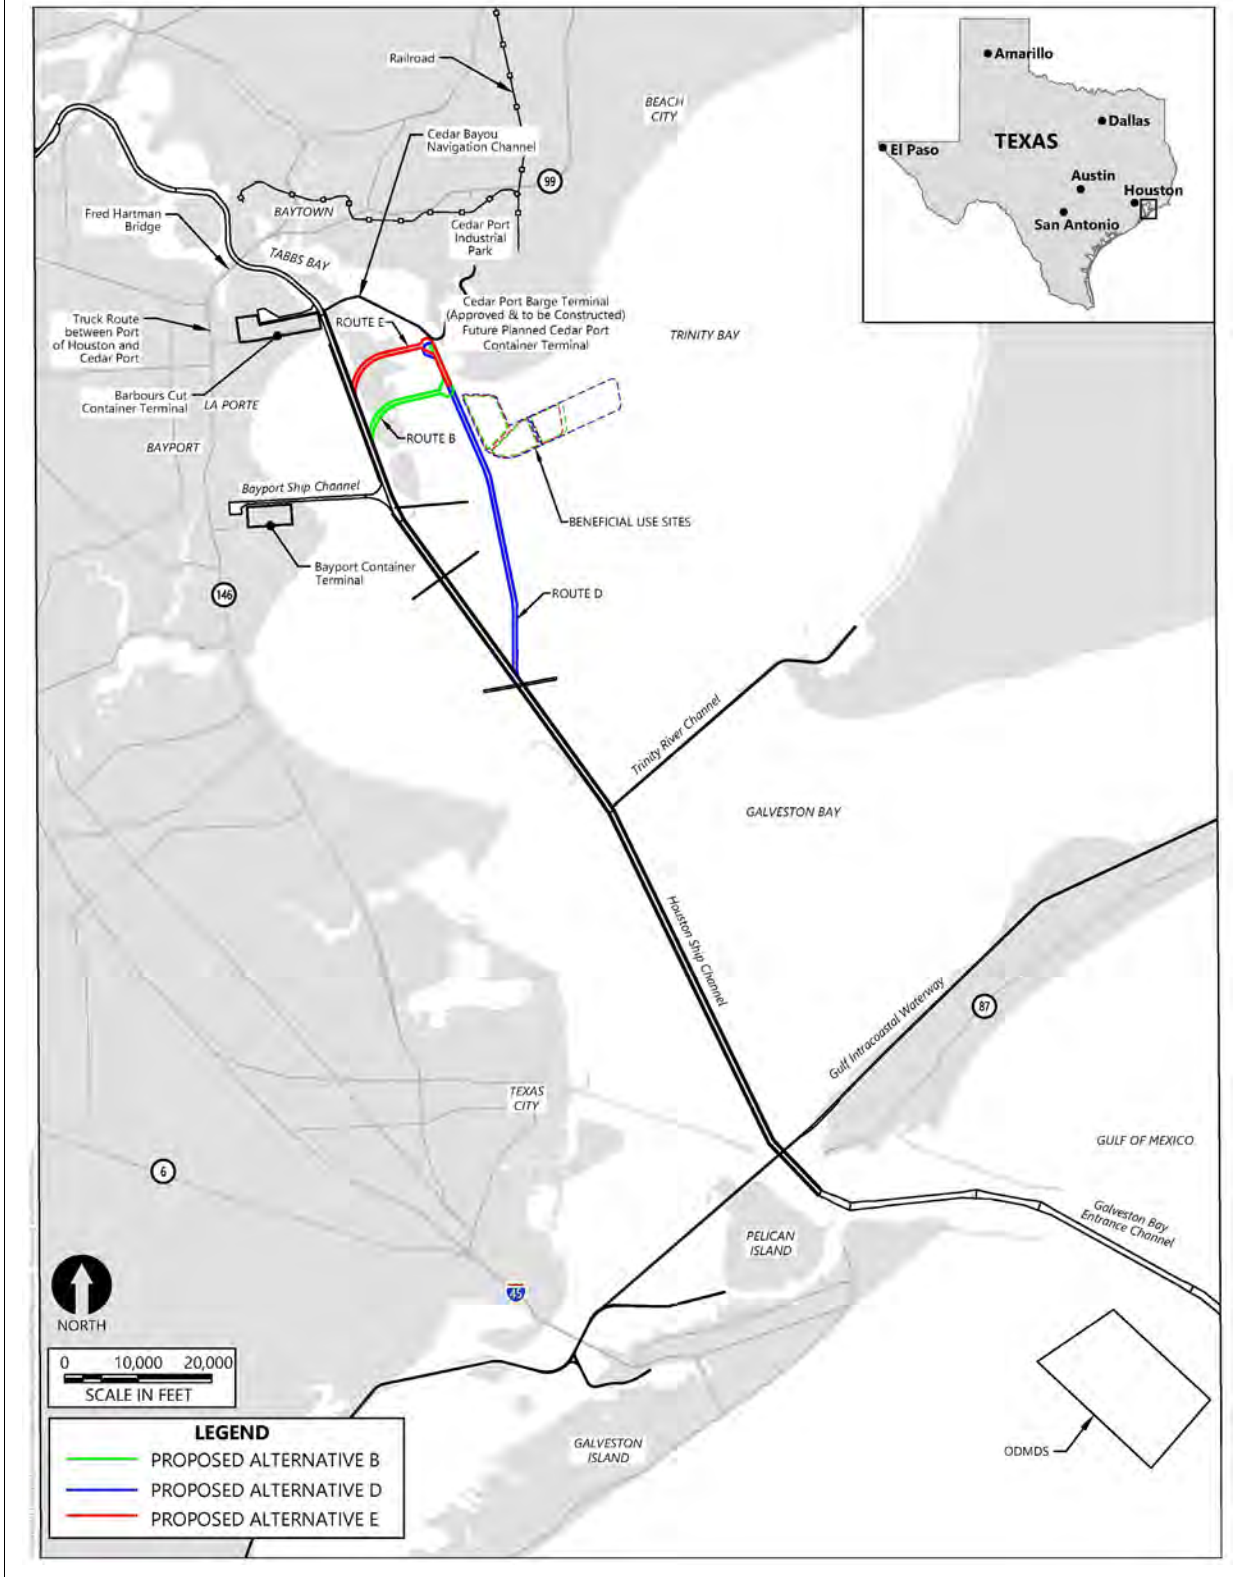 Amarillo
Dallas
TEXAS
El Paso
Austin
Houston
San Antonio
Railroad
BEACH
CITY
Cedar Bayou
Navigation Channel
99
BAYTOWN
Fred Hartman
Bridge
Cedar Port
Industrial
Park
TABBS BAY
Cedar Port Barge Terminal
(Approved & to be Constructed)
Future Planned Cedar Port
Container Terminal
ROUTE E
Truck Route
between Port
of Houston and
Cedar Port
TRINITY BAY
Barbours Cut
Container Terminal
LA PORTE
ROUTE B
BAYPORT
Bayport Ship Channel
BENEFICIAL USE SITES
Bayport Container
Terminal
146
ROUTE D
Trinity River Channel
GALVESTON BAY
Houston Ship Channel
Gulf Intracoastal Waterway
87
TEXAS
CITY
GULF OF MEXICO
6
Galveston Bay
Entrance Channel
PELICAN
ISLAND
45
NORTH
0 10,000 20,000
SCALE IN FEET
LEGEND
PROPOSED ALTERNATIVE B
PROPOSED ALTERNATIVE D
PROPOSED ALTERNATIVE E
GALVESTON
ISLAND
ODMDS